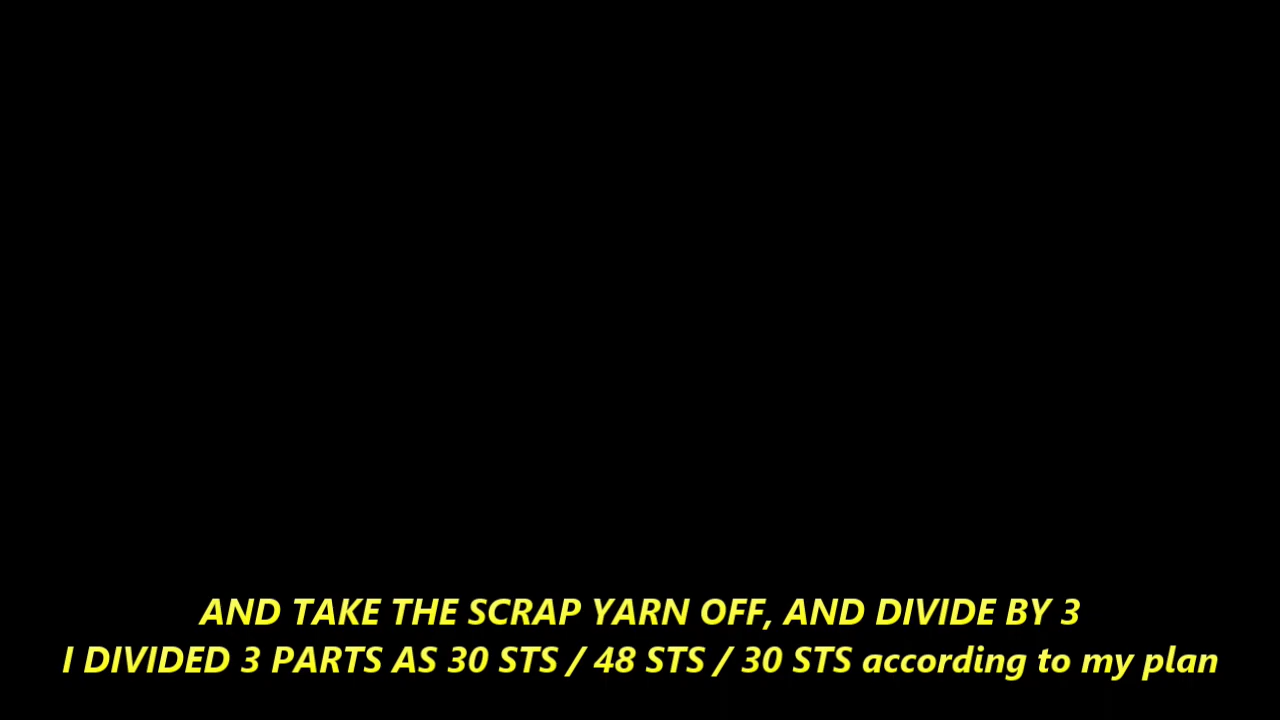 AND TAKE THE SCRAP YARN OFF, AND DIVIDE BY 3
I DIVIDED 3 PARTS AS 30 STS / 48 STS / 30 STS according to my plan